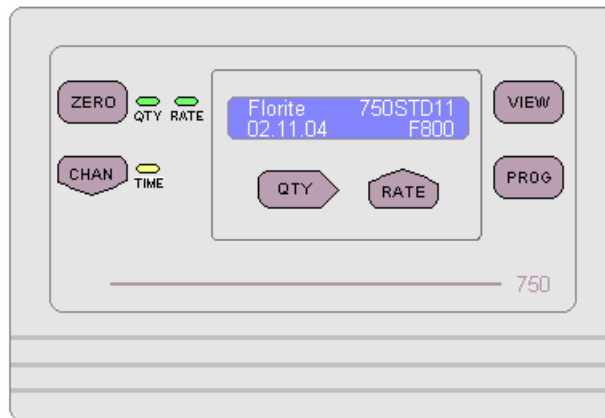 ZERO
QTY RATE
CHAN
TIME
Florite 750STD11
02.11.04 F800
QTY
RATE
VIEW
PROG
750